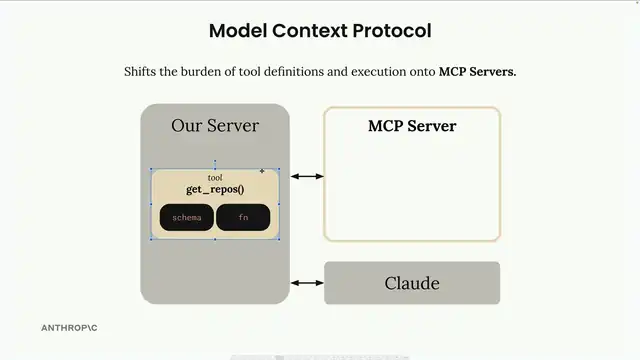 Model Context Protocol
Shifts the burden of tool definitions and execution onto MCP Servers.
Our Server
MCP Server
tool
get_repos()
schema
fn
Claude
ANTHROP\C